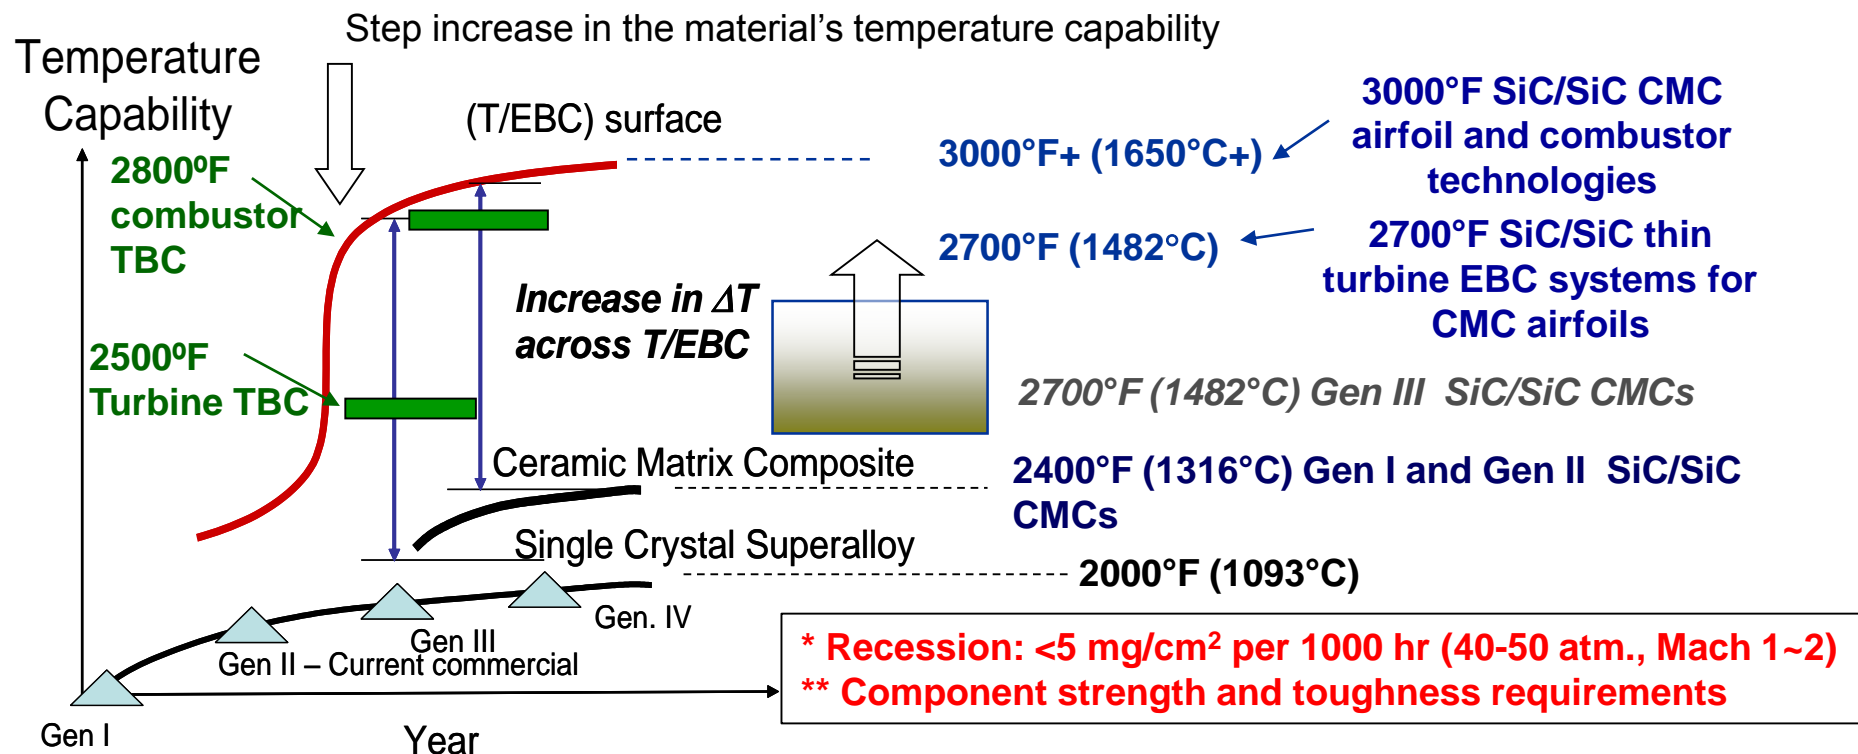 Step increase in the material's temperature capability
Temperature
Capability
(T/EBC) surface
2800ºF
combustor
TBC
2500ºF
Turbine TBC
Increase in ΔT
across T/EBC
3000°F+ (1650°C+)
3000°F SiC/SiC CMC
airfoil and combustor
technologies
2700°F (1482°C)
2700°F SiC/SiC thin
turbine EBC systems for
CMC airfoils
2700°F (1482°C) Gen III SiC/SiC CMCs
Ceramic Matrix Composite
2400°F (1316°C) Gen I and Gen II SiC/SiC
CMCs
Single Crystal Superalloy
2000°F (1093°C)
Gen. IV
Gen III
Gen II – Current commercial
Gen I
Year
* Recession: <5 mg/cm² per 1000 hr (40-50 atm., Mach 1~2)
** Component strength and toughness requirements